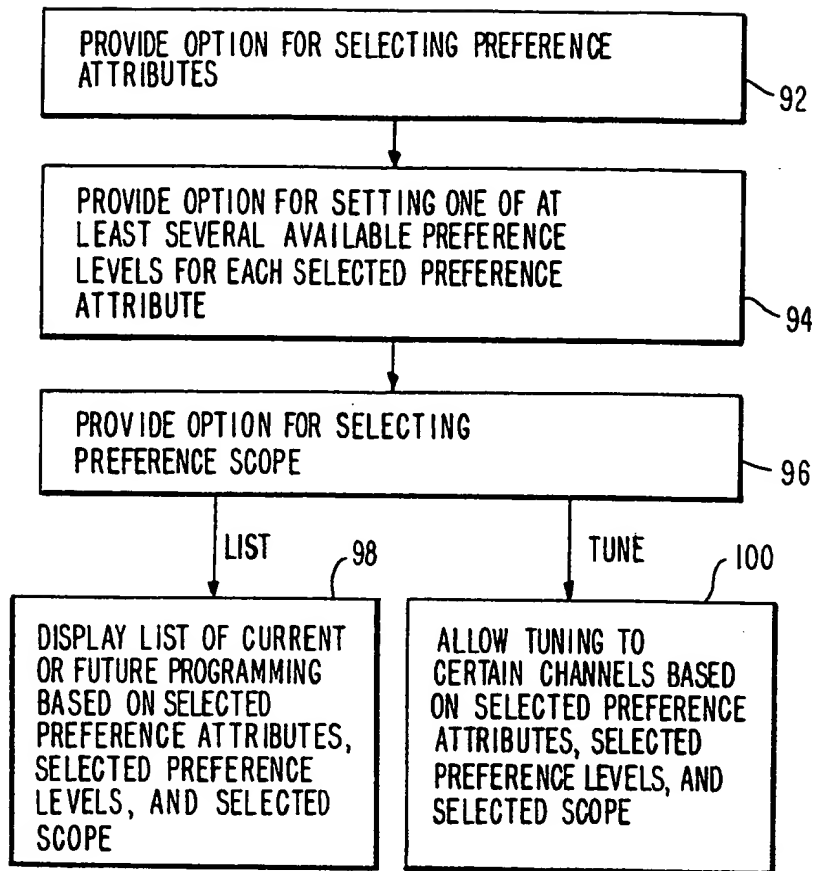 PROVIDE OPTION FOR SELECTING PREFERENCE
ATTRIBUTES
92
PROVIDE OPTION FOR SETTING ONE OF AT
LEAST SEVERAL AVAILABLE PREFERENCE
LEVELS FOR EACH SELECTED PREFERENCE
ATTRIBUTE
94
PROVIDE OPTION FOR SELECTING
PREFERENCE SCOPE
96
LIST
98
DISPLAY LIST OF CURRENT
OR FUTURE PROGRAMMING
BASED ON SELECTED
PREFERENCE ATTRIBUTES,
SELECTED PREFERENCE
LEVELS, AND SELECTED
SCOPE
TUNE
100
ALLOW TUNING TO
CERTAIN CHANNELS BASED
ON SELECTED PREFERENCE
ATTRIBUTES, SELECTED
PREFERENCE LEVELS, AND
SELECTED SCOPE